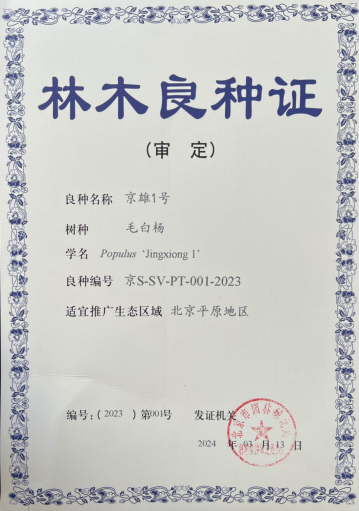 林木良种证
（审 定）
良种名称 京雄1号
树种 毛白杨
学名 Populus ‘Jingxiong 1’
良种编号 京S-SV-PT-001-2023
适宜推广生态区域 北京平原地区
编号：（2023 ）第001号 发证机关
2024 年 03 月 13 日